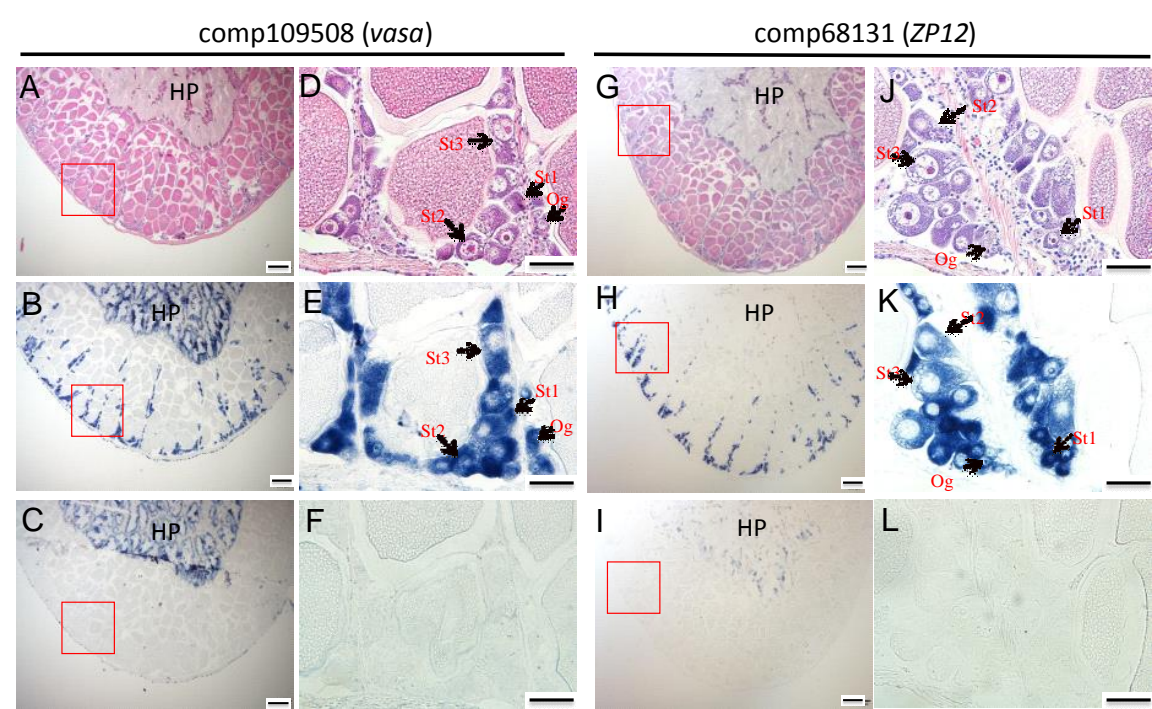 comp109508 (vasa)
comp68131 (ZP12)
A
HP
D
St3
St1
Og
St2
G
HP
J
St2
St3
St1
Og
B
HP
E
St3
St1
St2
Og
H
HP
K
St2
St3
St1
Og
C
HP
F
I
HP
L